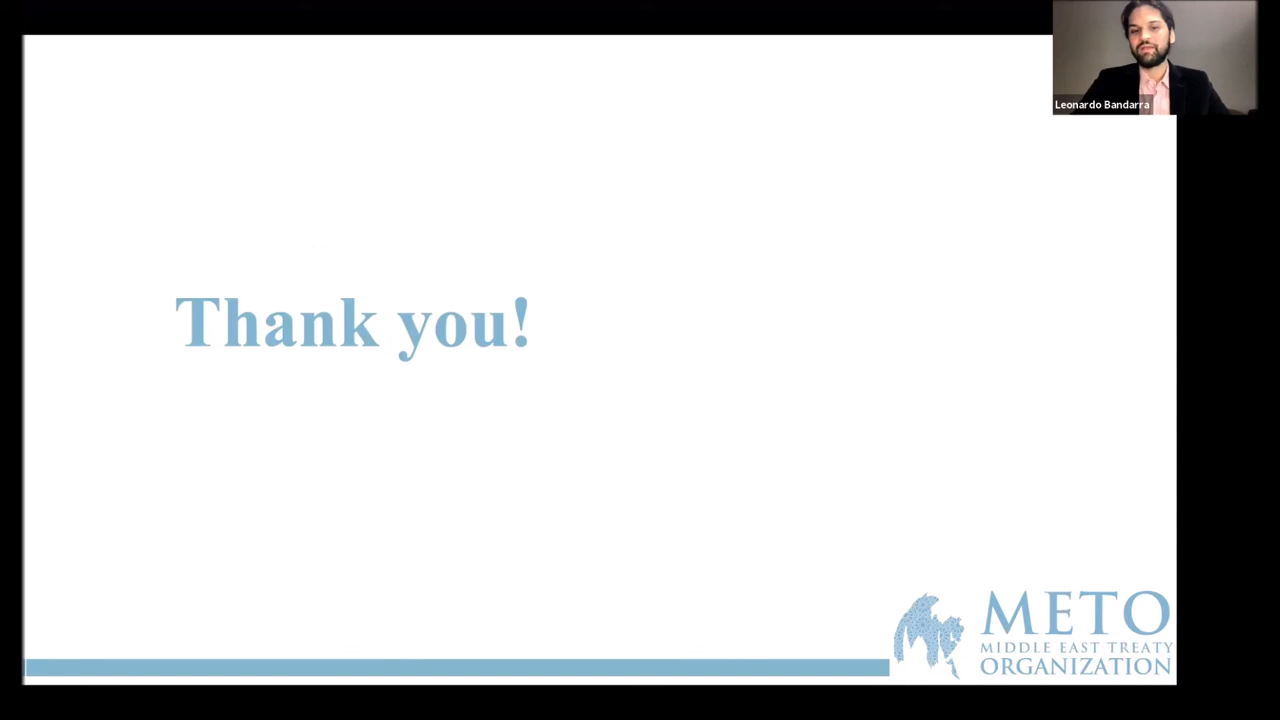 Leonardo Bandarra
Thank you!
METO
MIDDLE EAST TREATY
ORGANIZATION